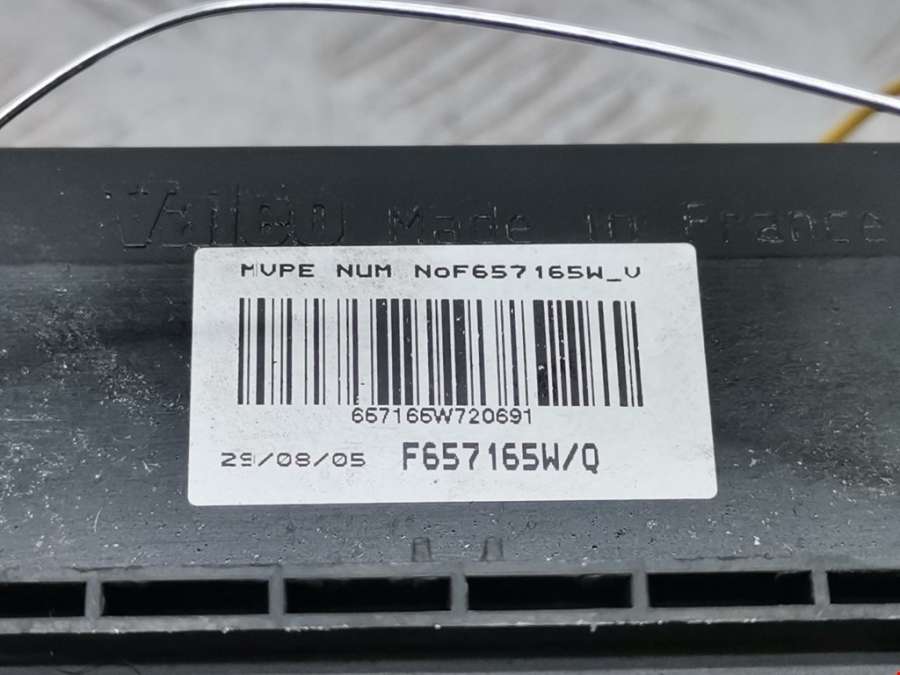 Valeo Made in France
MVPE NUM NoF657165W_V
657165W720691
29/08/05 F657165W/Q